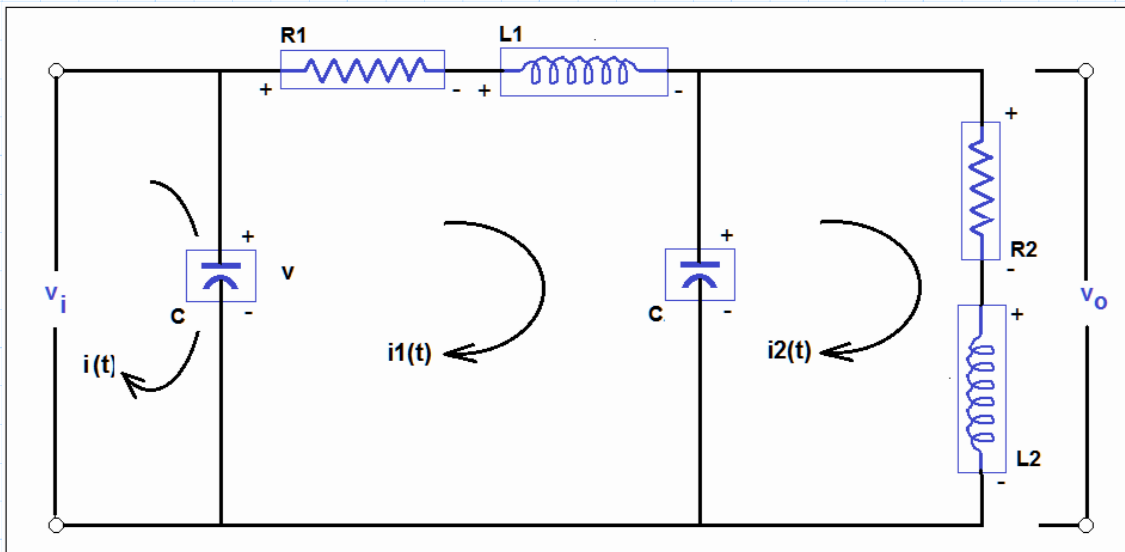 R1
L1
+
-
+
-
+
+
+
R2
v
-
vi
vo
C
-
C
-
+
i(t)
i1(t)
i2(t)
L2
-